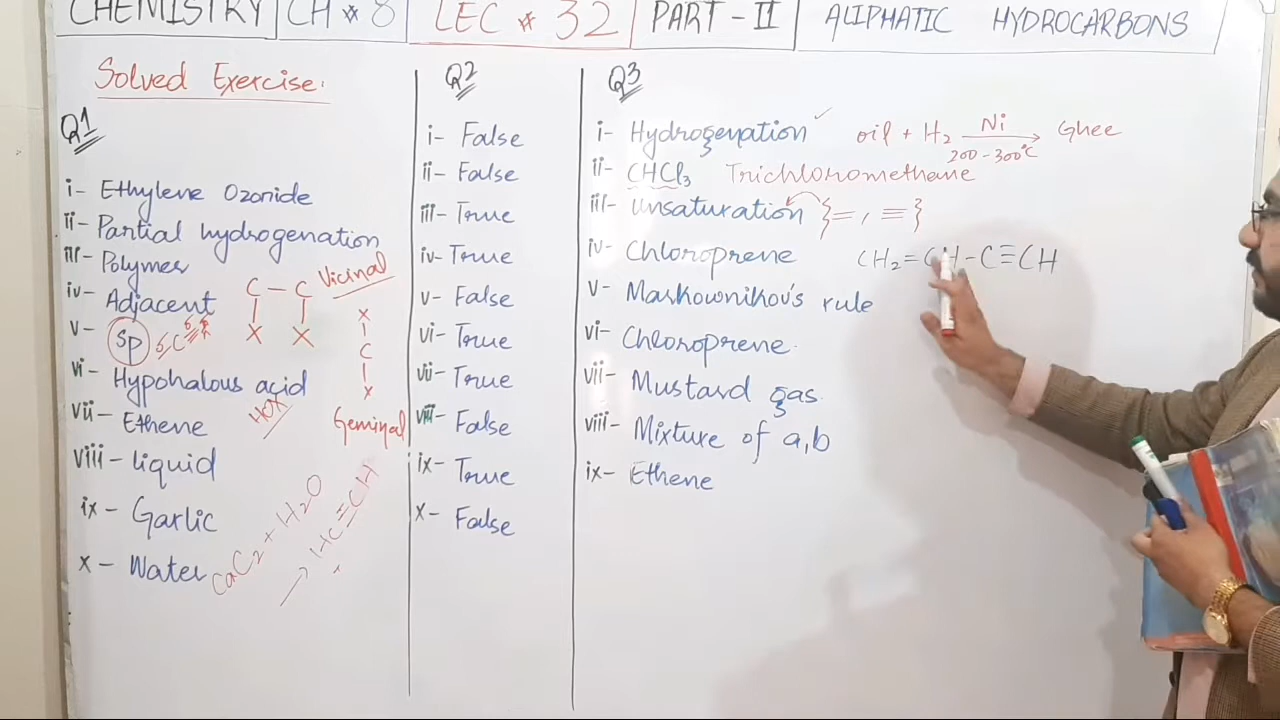 CHEMISTRY CH * 8 LEC * 32 PART - II ALIPHATIC HYDROCARBONS
Solved Exercise.
Q1
i- Ethylene Ozonide
ii- Partial hydrogenation
iii- Polymer
iv- Adjacent
v- Sp
vi- Hypohalous acid
vii- Ethene
viii- liquid
ix- Garlic
x- Water
C - C
X X
Vicinal
X
C
X
Geminal
HOX
CaC2 + H2O
→ HC≡CH
Q2
i- False
ii- False
iii- True
iv- True
v- False
vi- True
vii- True
viii- False
ix- True
x- False
Q3
i- Hydrogenation ✓ oil + H2 Ni 200-300°C → Ghee
ii- CHCl3 Trichloromethane
iii- Unsaturation {=, ≡}
iv- Chloroprene CH2=CH-C≡CH
v- Markownikov's rule
vi- Chloroprene.
vii- Mustard gas.
viii- Mixture of a,b
ix- Ethene